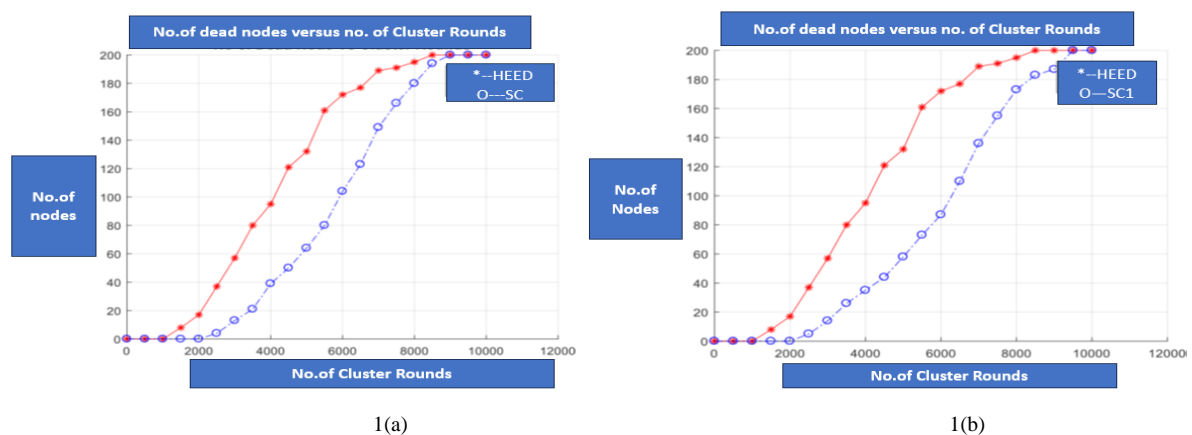 No.of dead nodes versus no. of Cluster Rounds
200
180
160
140
120
100
80
60
40
20
0
*--HEED
O---SC
No.of
nodes
0 2000 4000 6000 8000 10000 12000
No.of Cluster Rounds
1(a)
No.of dead nodes versus no. of Cluster Rounds
200
180
160
140
120
100
80
60
40
20
0
*--HEED
O—SC1
No.of
Nodes
0 2000 4000 6000 8000 10000 12000
No.of Cluster Rounds
1(b)